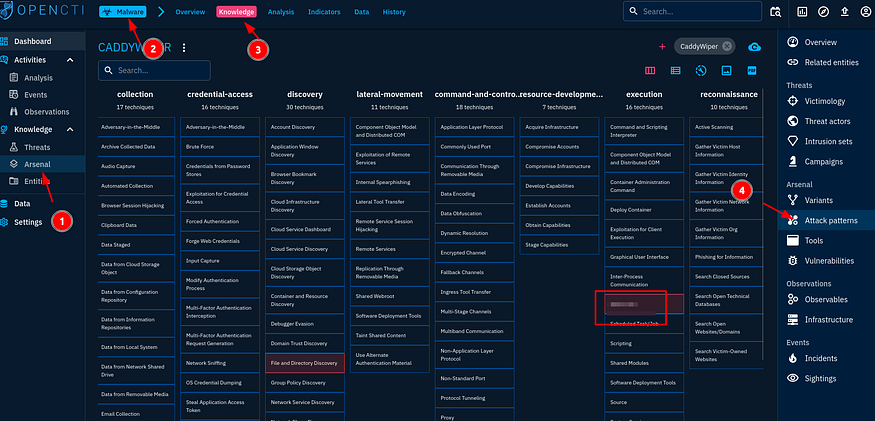 OPENCTI
Malware
Overview
Knowledge
Analysis
Indicators
Data
History
Search...
Dashboard
Activities
Analysis
Events
Observations
Knowledge
Threats
Arsenal
Data
Settings
1
2
3
4
CaddyWiper
Search...
collection
17 techniques
Adversary-in-the-Middle
Archive Collected Data
Audio Capture
Automated Collection
Browser Session Hijacking
Clipboard Data
Data Staged
Data from Cloud Storage
Object
Data from Configuration
Repository
Data from Information
Repositories
Data from Local System
Data from Network Shared
Drive
Data from Removable Media
Email Collection
credential-access
16 techniques
Adversary-in-the-Middle
Brute Force
Credentials from Password
Stores
Exploitation for Credential
Access
Forced Authentication
Forge Web Credentials
Input Capture
Modify Authentication
Process
Multi-Factor Authentication
Interception
Multi-Factor Authentication
Request Generation
Network Sniffing
OS Credential Dumping
Steal Application Access
Token
discovery
30 techniques
Account Discovery
Application Window
Discovery
Browser Bookmark
Discovery
Cloud Infrastructure
Discovery
Cloud Service Dashboard
Cloud Service Discovery
Cloud Storage Object
Discovery
Container and Resource
Discovery
Debugger Evasion
Domain Trust Discovery
File and Directory Discovery
Group Policy Discovery
Network Service Discovery
lateral-movement
11 techniques
Component Object Model
and Distributed COM
Exploitation of Remote
Services
Internal Spearphishing
Lateral Tool Transfer
Remote Service Session
Hijacking
Remote Services
Replication Through
Removable Media
Shared Webroot
Software Deployment Tools
Taint Shared Content
Use Alternate
Authentication Material
command-and-contro...
18 techniques
Application Layer Protocol
Commonly Used Port
Communication Through
Removable Media
Data Encoding
Data Obfuscation
Dynamic Resolution
Encrypted Channel
Fallback Channels
Ingress Tool Transfer
Multi-Stage Channels
Multiband Communication
Non-Application Layer
Protocol
Non-Standard Port
Protocol Tunneling
Proxy
resource-developme...
7 techniques
Acquire Infrastructure
Compromise Accounts
Compromise Infrastructure
Develop Capabilities
Establish Accounts
Obtain Capabilities
Stage Capabilities
execution
16 techniques
Command and Scripting
Interpreter
Component Object Model
and Distributed COM
Container Administration
Command
Deploy Container
Exploitation for Client
Execution
Graphical User Interface
Inter-Process
Communication
Scheduled Task/Job
Scripting
Shared Modules
Software Deployment Tools
Source
reconnaissance
10 techniques
Active Scanning
Gather Victim Host
Information
Gather Victim Identity
Information
Gather Victim Network
Information
Gather Victim Org
Information
Phishing for Information
Search Closed Sources
Search Open Technical
Databases
Search Open
Websites/Domains
Search Victim-Owned
Websites
Overview
Related entities
Threats
Victimology
Threat actors
Intrusion sets
Campaigns
Arsenal
Variants
Attack patterns
Tools
Vulnerabilities
Observations
Observables
Infrastructure
Events
Incidents
Sightings